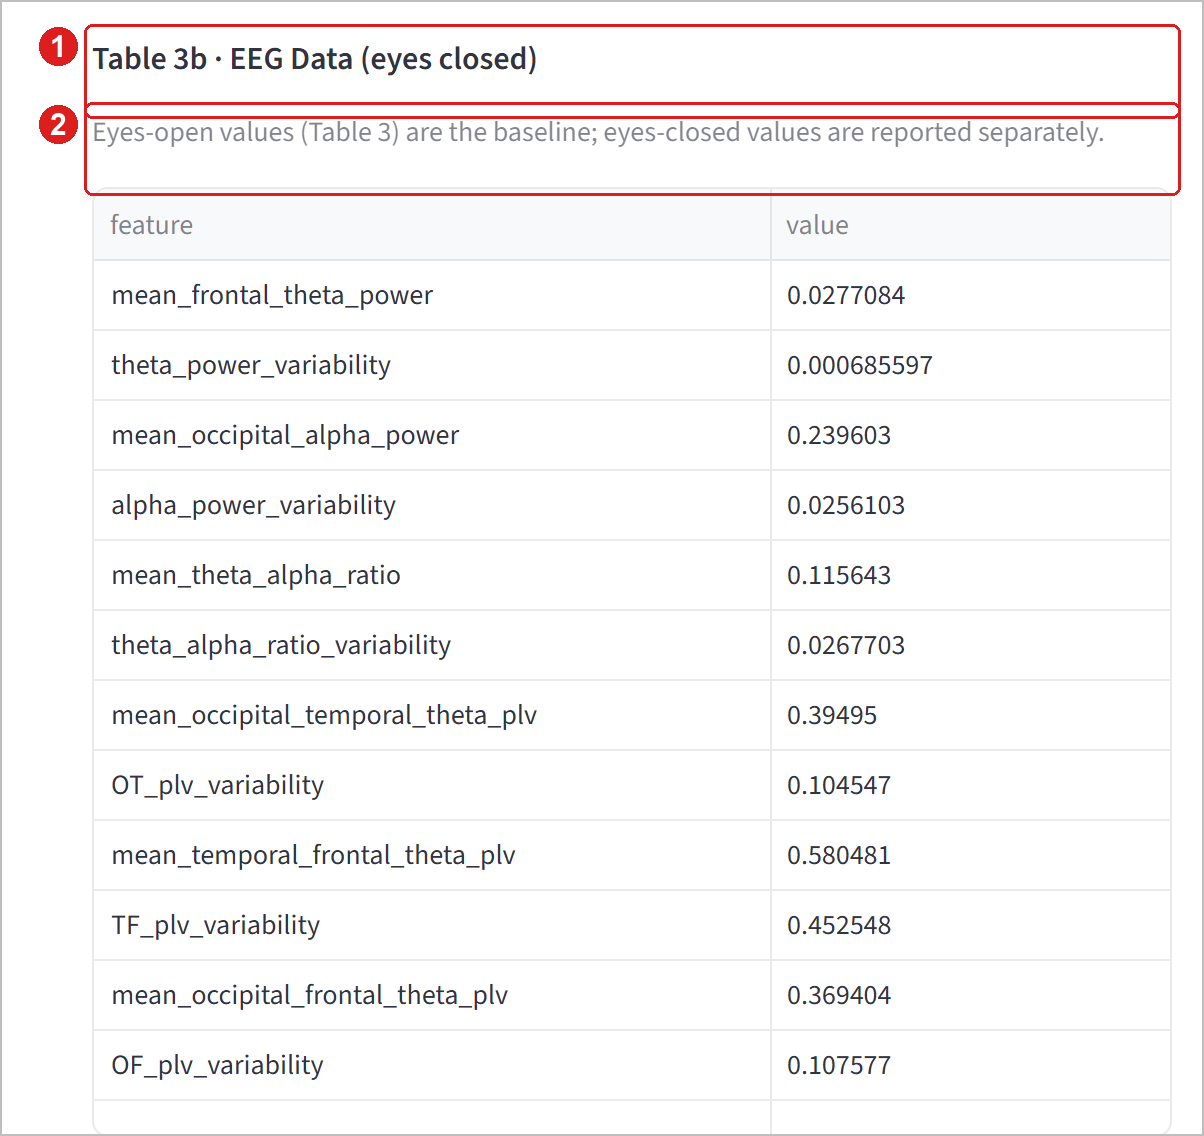 1 Table 3b · EEG Data (eyes closed)
2 Eyes-open values (Table 3) are the baseline; eyes-closed values are reported separately.
feature value
mean_frontal_theta_power 0.0277084
theta_power_variability 0.000685597
mean_occipital_alpha_power 0.239603
alpha_power_variability 0.0256103
mean_theta_alpha_ratio 0.115643
theta_alpha_ratio_variability 0.0267703
mean_occipital_temporal_theta_plv 0.39495
OT_plv_variability 0.104547
mean_temporal_frontal_theta_plv 0.580481
TF_plv_variability 0.452548
mean_occipital_frontal_theta_plv 0.369404
OF_plv_variability 0.107577